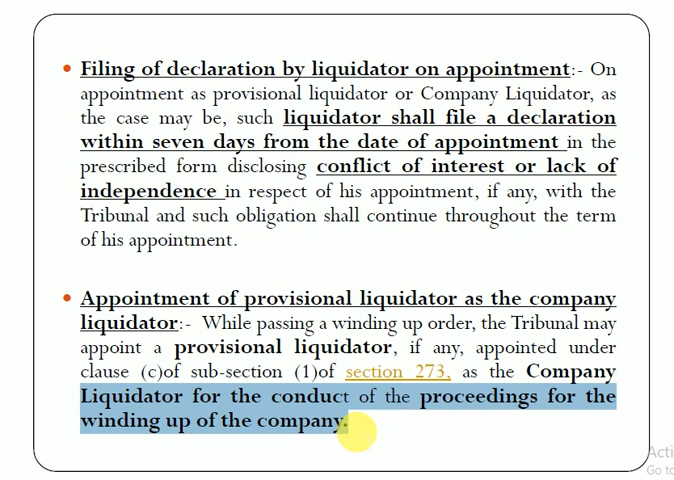 • Filing of declaration by liquidator on appointment:- On
appointment as provisional liquidator or Company Liquidator, as
the case may be, such liquidator shall file a declaration
within seven days from the date of appointment in the
prescribed form disclosing conflict of interest or lack of
independence in respect of his appointment, if any, with the
Tribunal and such obligation shall continue throughout the term
of his appointment.
• Appointment of provisional liquidator as the company
liquidator:- While passing a winding up order, the Tribunal may
appoint a provisional liquidator, if any, appointed under
clause (c)of sub-section (1)of section 273, as the Company
Liquidator for the conduct of the proceedings for the
winding up of the company.
Acti
Go to